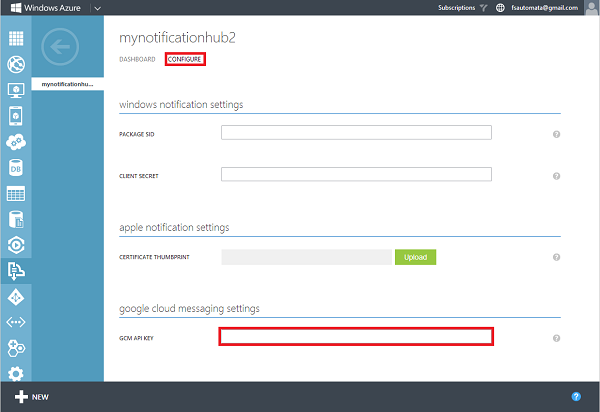 Windows Azure
Subscriptions
fsautomata@gmail.com
mynotificationhu...
mynotificationhub2
DASHBOARD CONFIGURE
windows notification settings
PACKAGE SID
?
CLIENT SECRET
?
apple notification settings
CERTIFICATE THUMBPRINT
Upload
?
google cloud messaging settings
GCM API KEY
?
DB
NEW
?